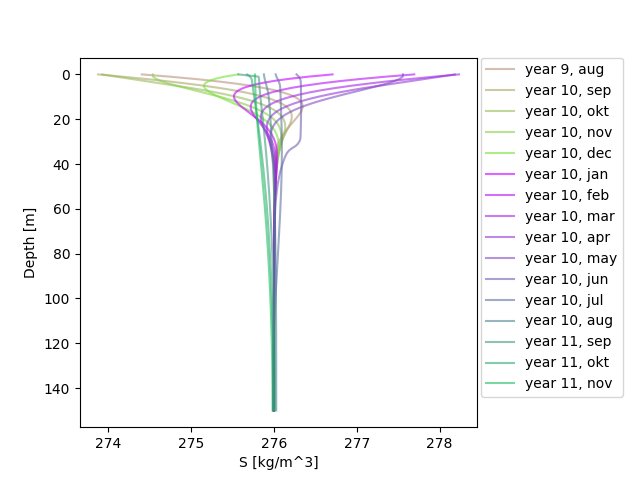 0
20
40
60
80
100
120
140
Depth [m]
274
275
276
277
278
S [kg/m^3]
year 9, aug
year 10, sep
year 10, okt
year 10, nov
year 10, dec
year 10, jan
year 10, feb
year 10, mar
year 10, apr
year 10, may
year 10, jun
year 10, jul
year 10, aug
year 11, sep
year 11, okt
year 11, nov